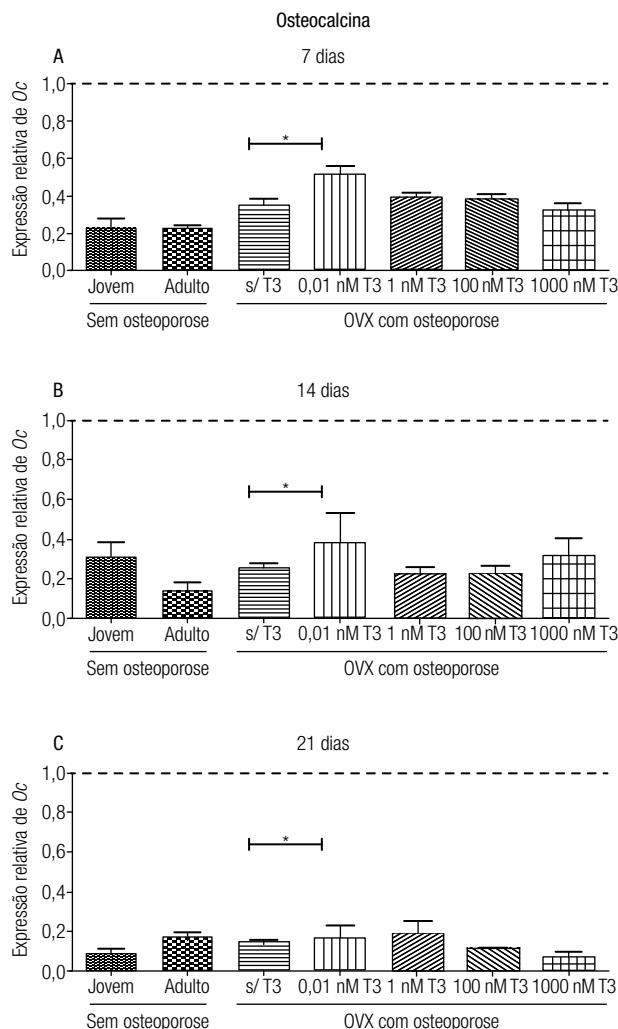 Osteocalcina
A
7 dias
Expressão relativa de Oc
1,0
0,8
0,6
0,4
0,2
0,0
*
Jovem Adulto s/ T3 0,01 nM T3 1 nM T3 100 nM T3 1000 nM T3
Sem osteoporose OVX com osteoporose
B
14 dias
Expressão relativa de Oc
1,0
0,8
0,6
0,4
0,2
0,0
*
Jovem Adulto s/ T3 0,01 nM T3 1 nM T3 100 nM T3 1000 nM T3
Sem osteoporose OVX com osteoporose
C
21 dias
Expressão relativa de Oc
1,0
0,8
0,6
0,4
0,2
0,0
*
Jovem Adulto s/ T3 0,01 nM T3 1 nM T3 100 nM T3 1000 nM T3
Sem osteoporose OVX com osteoporose